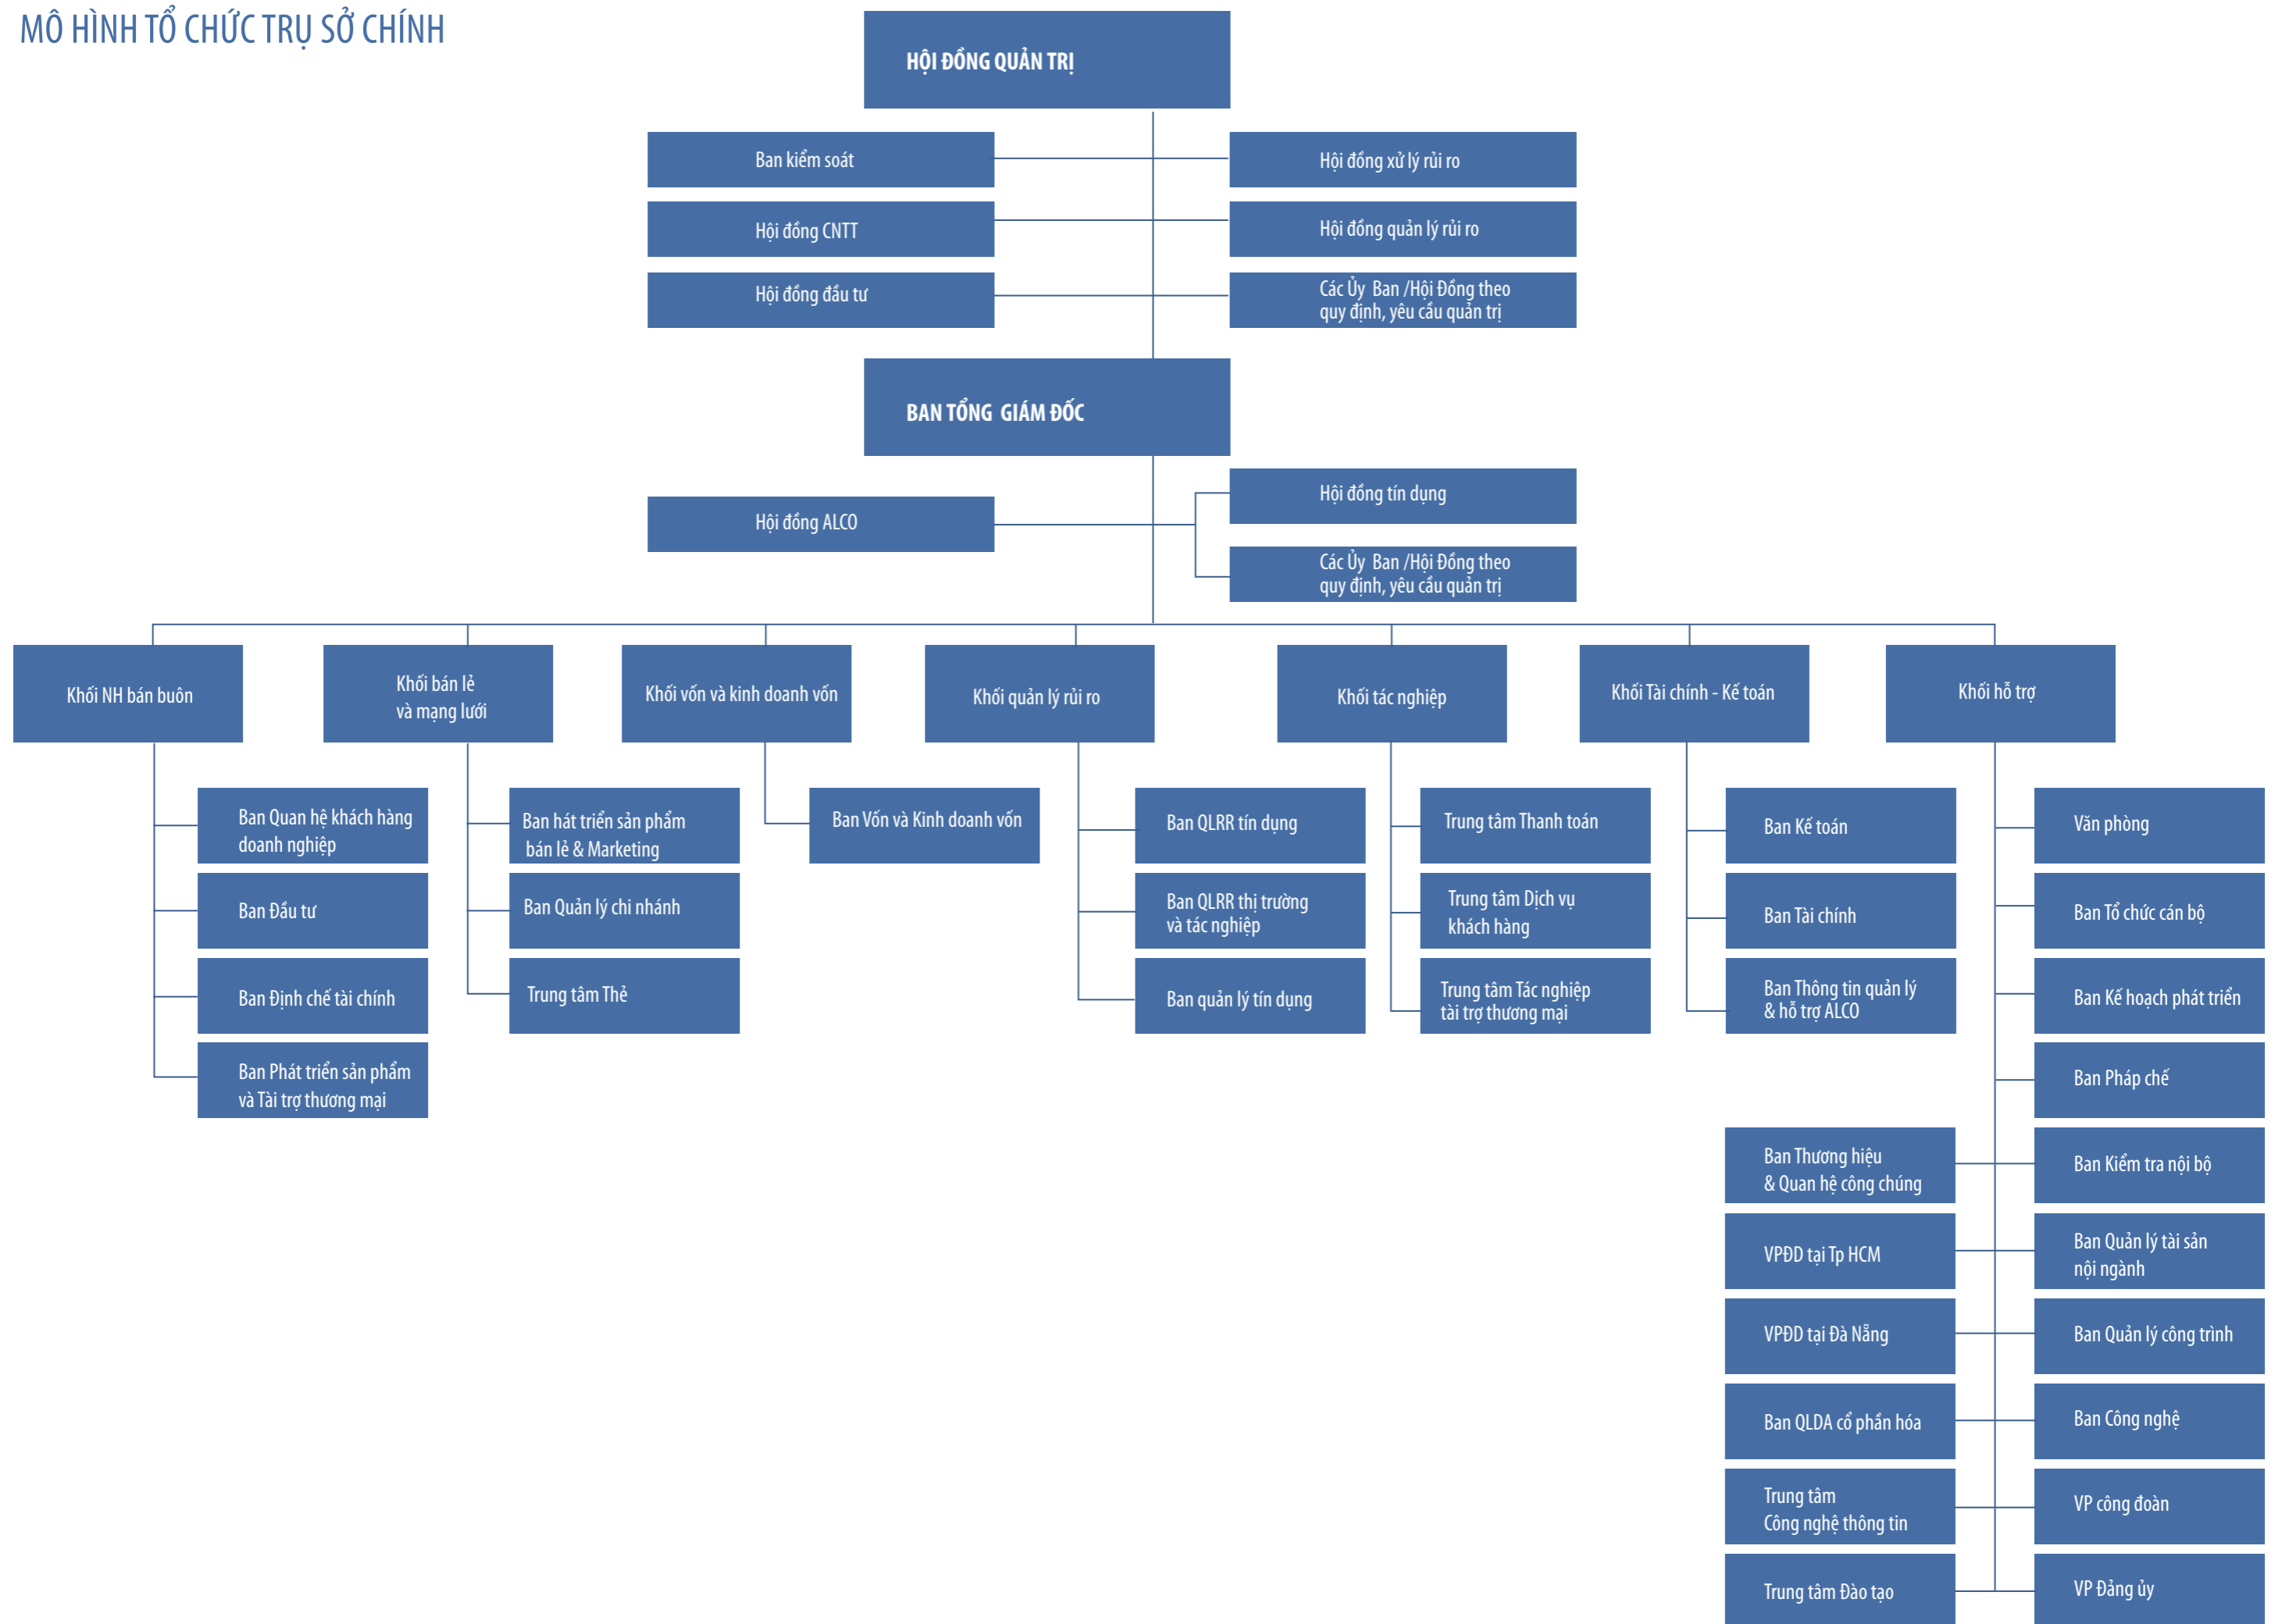 MÔ HÌNH TỔ CHỨC TRỤ SỞ CHÍNH
HỘI ĐỒNG QUẢN TRỊ
Ban kiểm soát
Hội đồng xử lý rủi ro
Hội đồng CNTT
Hội đồng quản lý rủi ro
Hội đồng đầu tư
Các Ủy Ban /Hội Đồng theo
quy định, yêu cầu quản trị
BAN TỔNG GIÁM ĐỐC
Hội đồng ALCO
Hội đồng tín dụng
Các Ủy Ban /Hội Đồng theo
quy định, yêu cầu quản trị
Khối NH bán buôn
Khối bán lẻ
và mạng lưới
Khối vốn và kinh doanh vốn
Khối quản lý rủi ro
Khối tác nghiệp
Khối Tài chính - Kế toán
Khối hỗ trợ
Ban Quan hệ khách hàng
doanh nghiệp
Ban Đầu tư
Ban Định chế tài chính
Ban Phát triển sản phẩm
và Tài trợ thương mại
Ban hát triển sản phẩm
bán lẻ & Marketing
Ban Quản lý chi nhánh
Trung tâm Thẻ
Ban Vốn và Kinh doanh vốn
Ban QLRR tín dụng
Ban QLRR thị trường
và tác nghiệp
Ban quản lý tín dụng
Trung tâm Thanh toán
Trung tâm Dịch vụ
khách hàng
Trung tâm Tác nghiệp
tài trợ thương mại
Ban Kế toán
Ban Tài chính
Ban Thông tin quản lý
& hỗ trợ ALCO
Văn phòng
Ban Tổ chức cán bộ
Ban Kế hoạch phát triển
Ban Pháp chế
Ban Thương hiệu
& Quan hệ công chúng
Ban Kiểm tra nội bộ
VPĐD tại Tp HCM
Ban Quản lý tài sản
nội ngành
VPĐD tại Đà Nẵng
Ban Quản lý công trình
Ban QLDA cổ phần hóa
Ban Công nghệ
Trung tâm
Công nghệ thông tin
VP công đoàn
Trung tâm Đào tạo
VP Đảng ủy